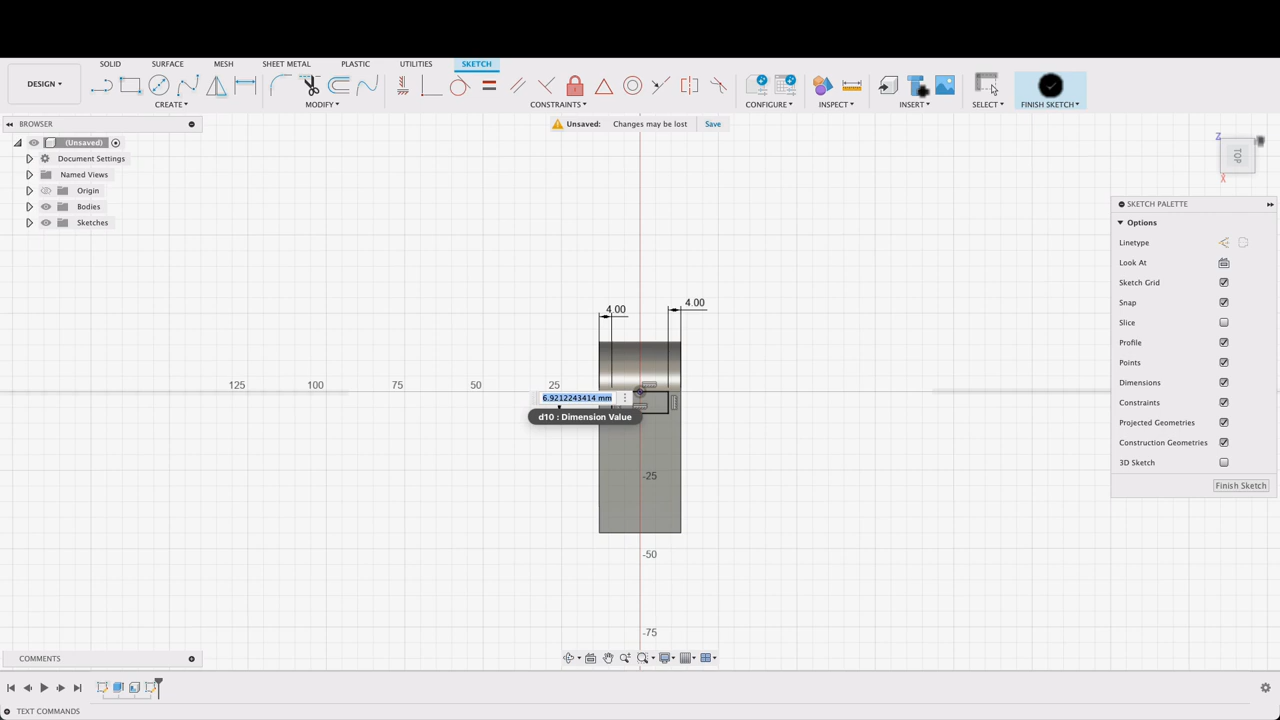 SOLID SURFACE MESH SHEET METAL PLASTIC UTILITIES SKETCH
DESIGN
CREATE MODIFY CONSTRAINTS CONFIGURE INSPECT INSERT SELECT FINISH SKETCH
BROWSER
Unsaved: Changes may be lost Save
(Unsaved)
Document Settings
Named Views
Origin
Bodies
Sketches
Z
TOP
X
SKETCH PALETTE
Options
Linetype
Look At
Sketch Grid
Snap
Slice
Profile
Points
Dimensions
Constraints
Projected Geometries
Construction Geometries
3D Sketch
Finish Sketch
4.00
4.00
125 100 75 50 25
6.9212243414 mm
d10 : Dimension Value
-25
-50
-75
COMMENTS
TEXT COMMANDS